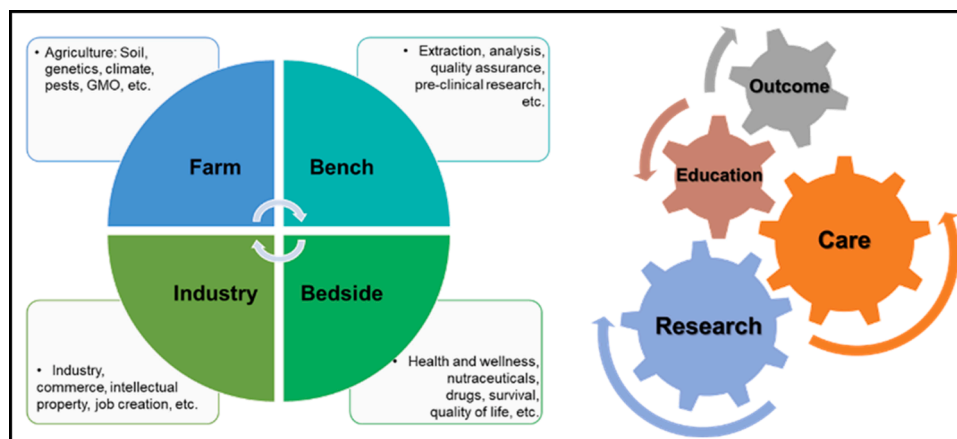 • Agriculture: Soil,
genetics, climate,
pests, GMO, etc.
• Extraction, analysis,
quality assurance,
pre-clinical research,
etc.
Farm
Bench
Industry
Bedside
• Industry,
commerce, intellectual
property, job creation, etc.
• Health and wellness,
nutraceuticals,
drugs, survival,
quality of life, etc.
Outcome
Education
Care
Research